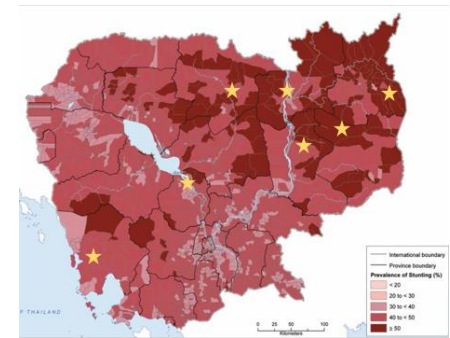 F THAILAND
International boundary
Province boundary
Prevalence of Stunting (%)
< 20
20 to < 30
30 to < 40
40 to < 50
≥ 50
0 25 50 100
Kilometers